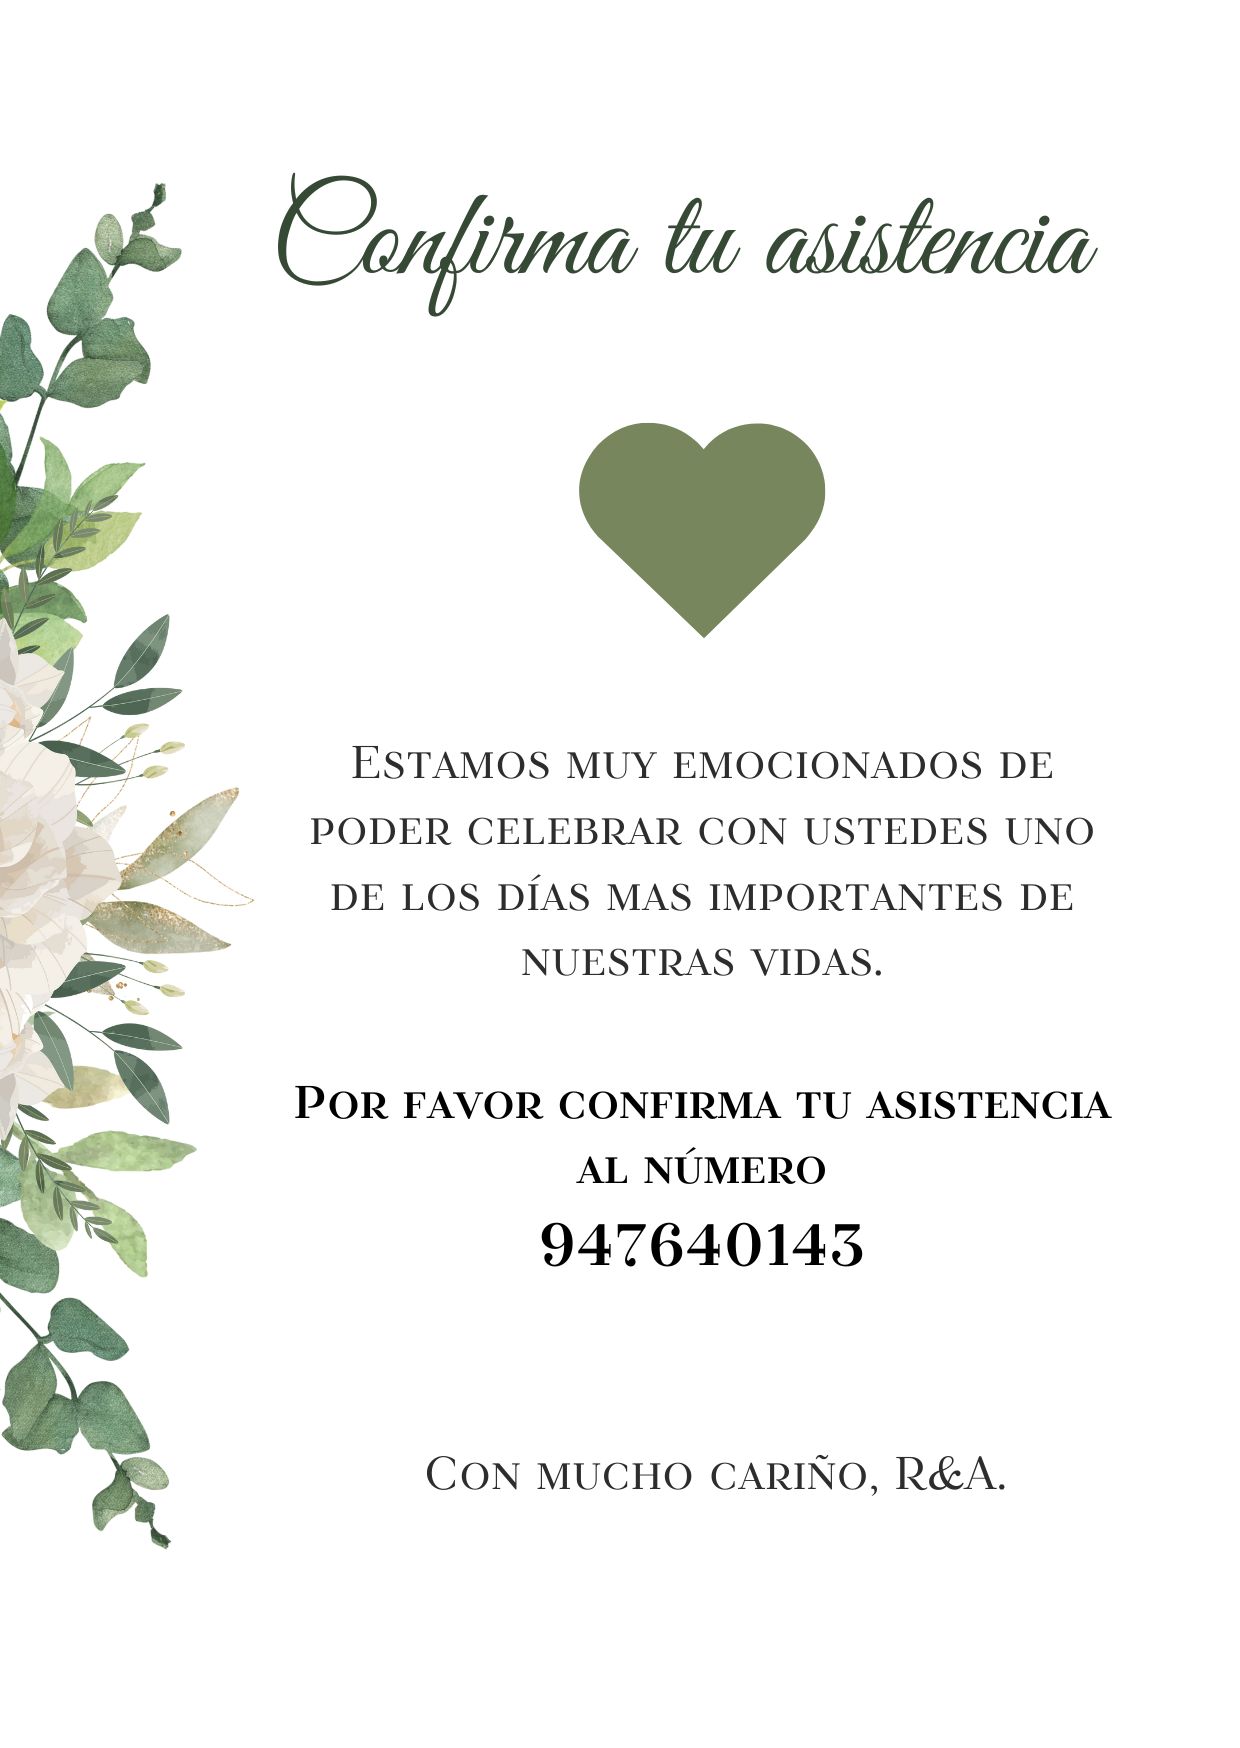 Confirma tu asistencia
Estamos muy emocionados de
poder celebrar con ustedes uno
de los días mas importantes de
nuestras vidas.
Por favor confirma tu asistencia
al número
947640143
Con mucho cariño, R&A.